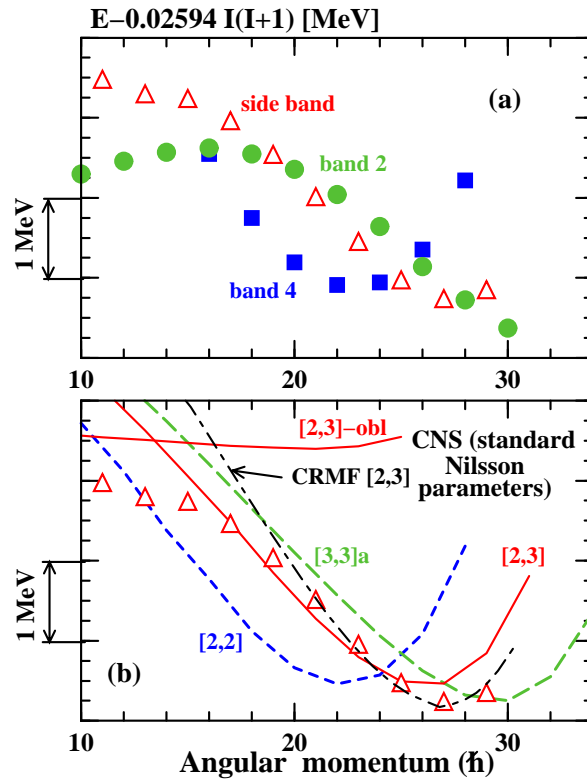 E−0.02594 I(I+1) [MeV]
(a)
side band
band 2
band 4
1 MeV
10 20 30
[2,3]−obl
CNS (standard
Nilsson
parameters)
CRMF [2,3]
[3,3]a
[2,3]
[2,2]
1 MeV
(b)
10 20 30
Angular momentum (ℏ)